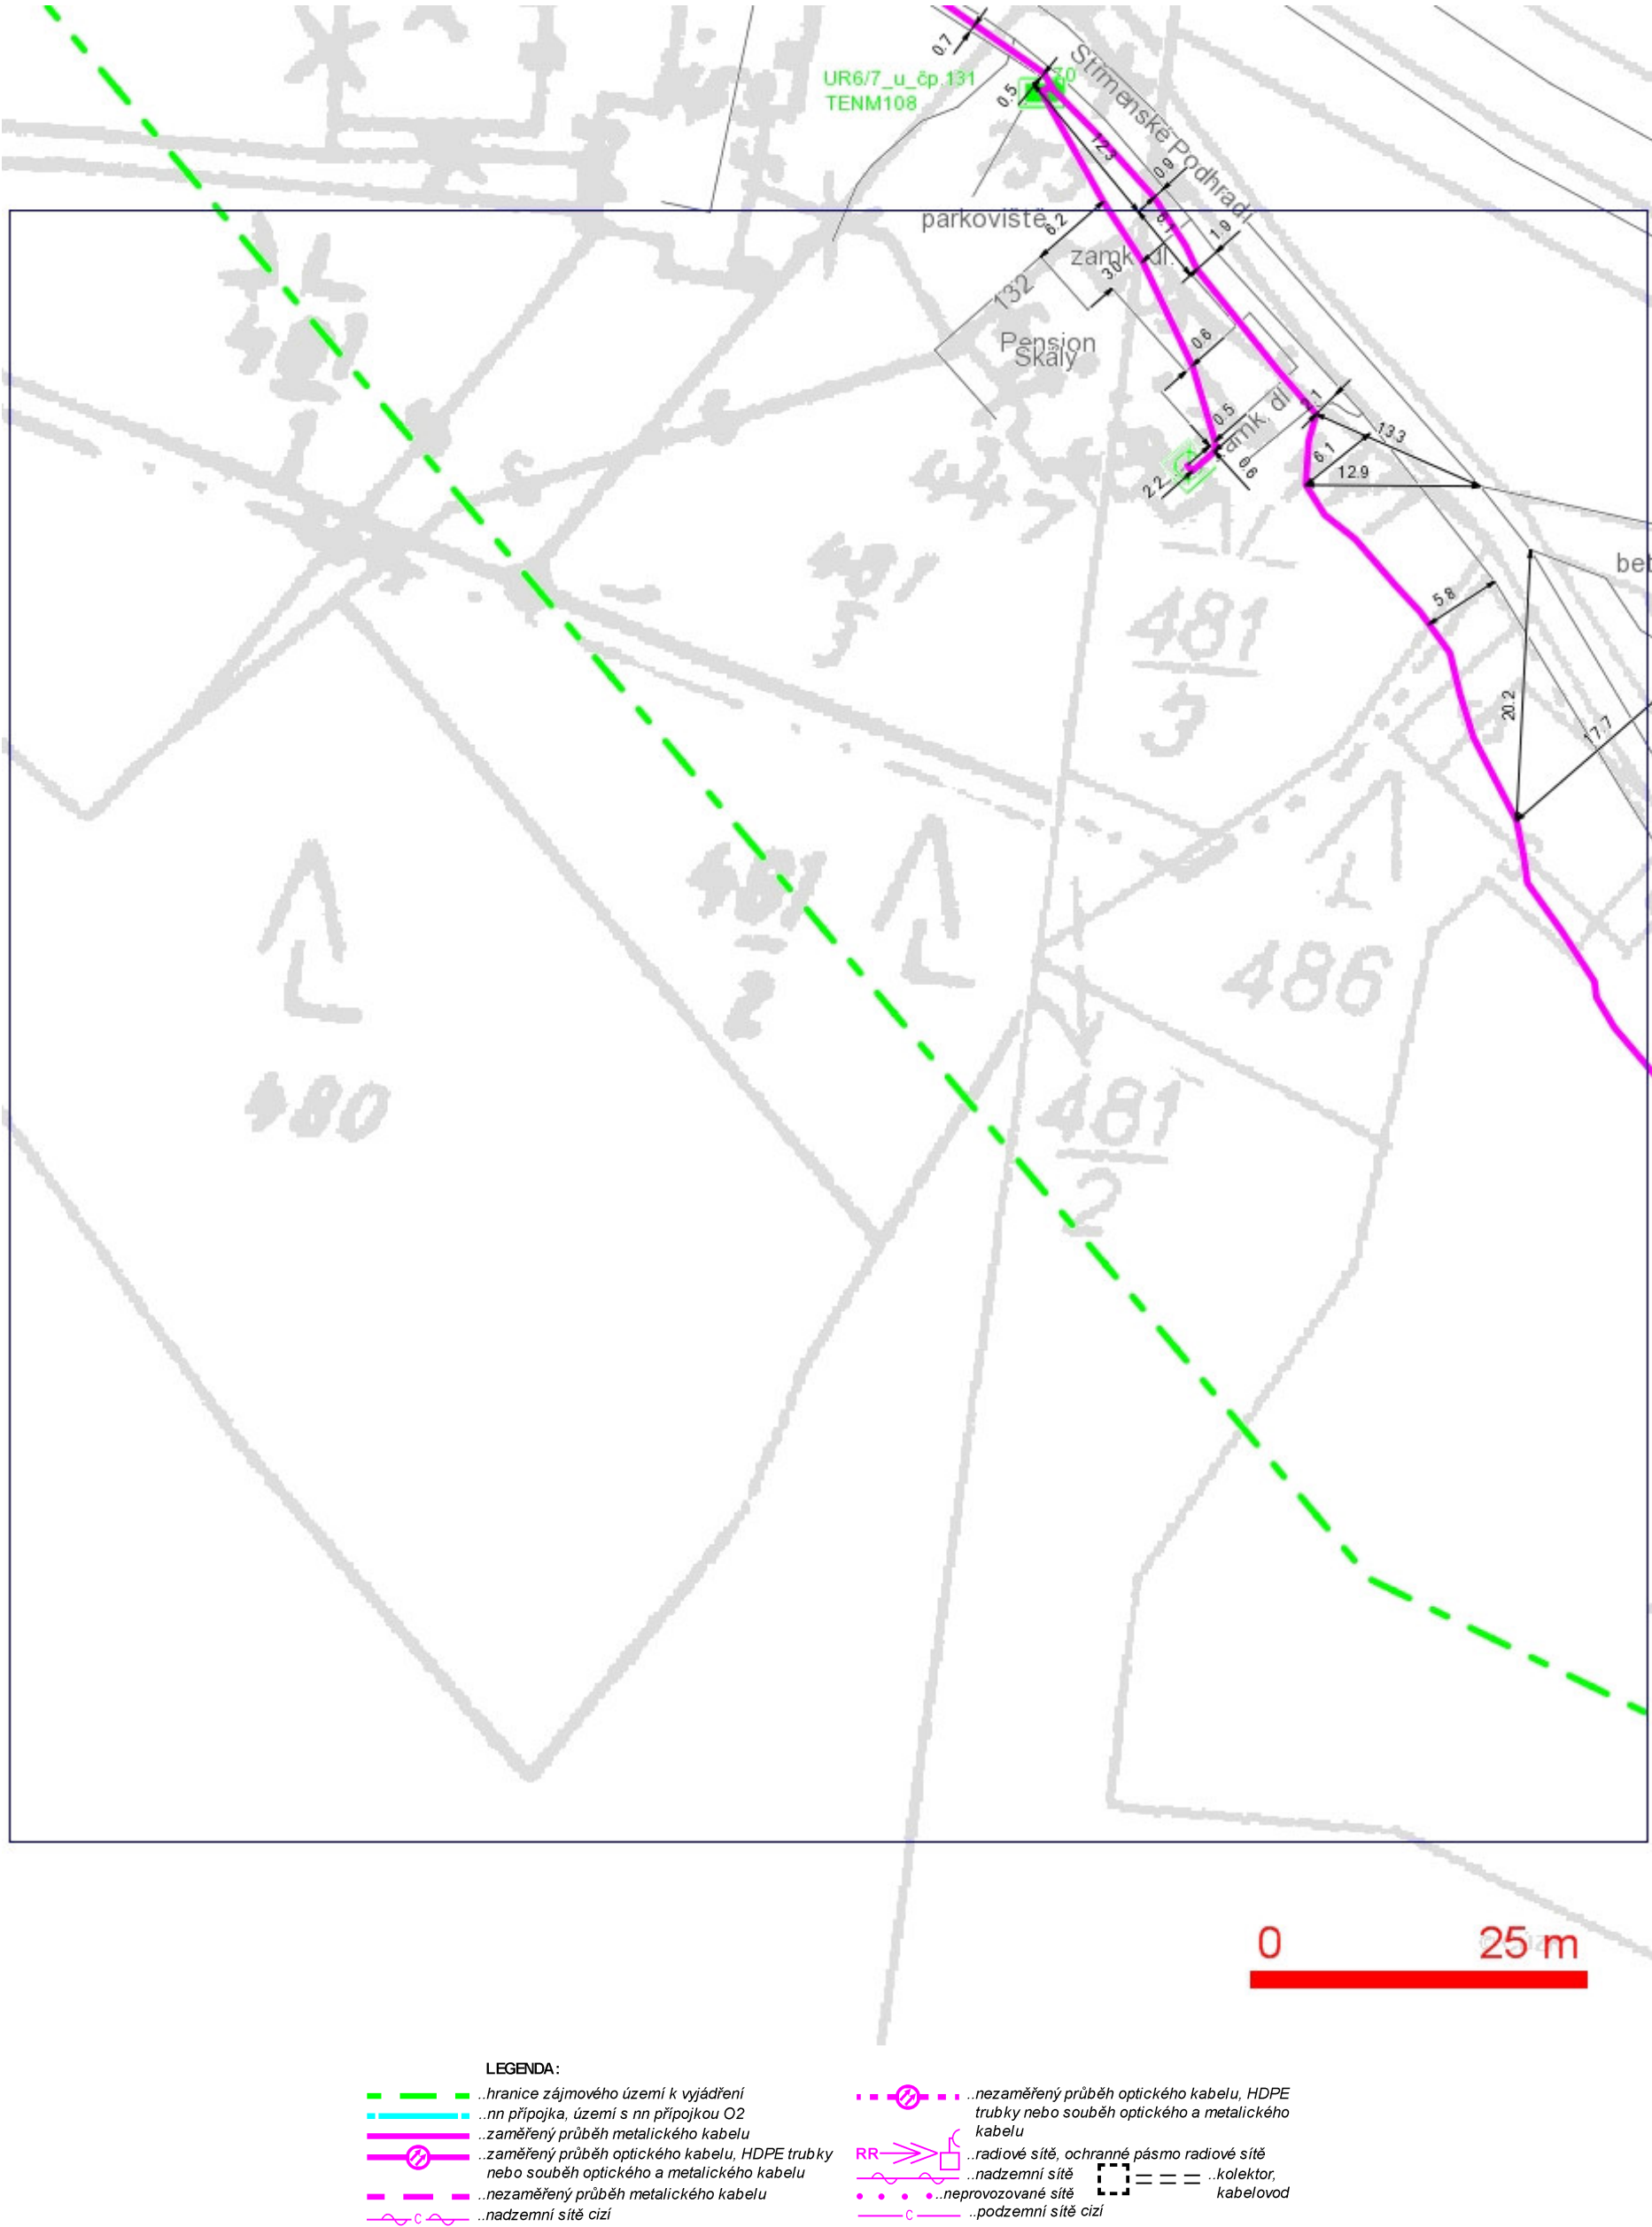 0.7
UR6/7_u_čp.131
TENM108
0.5
7.0
Střmenské Podhradí
12.3
0.9
parkoviště
6.2
6.1
1.9
zamk. dl.
3.0
132
Pension
Skály
0.6
0.5
zamk. dl.
2.1
13.3
6.1
12.9
2.2
0.6
481
5
481
3
5.8
20.2
17.7
481
2
486
480
481
2
0 25 m
LEGENDA:
..hranice zájmového území k vyjádření
..nn přípojka, území s nn přípojkou O2
..zaměřený průběh metalického kabelu
..zaměřený průběh optického kabelu, HDPE trubky
nebo souběh optického a metalického kabelu
..nezaměřený průběh metalického kabelu
C ..nadzemní sítě cizí
..nezaměřený průběh optického kabelu, HDPE
trubky nebo souběh optického a metalického
kabelu
RR ..radiové sítě, ochranné pásmo radiové sítě
..nadzemní sítě
..kolektor,
kabelovod
..neprovozované sítě
C ..podzemní sítě cizí